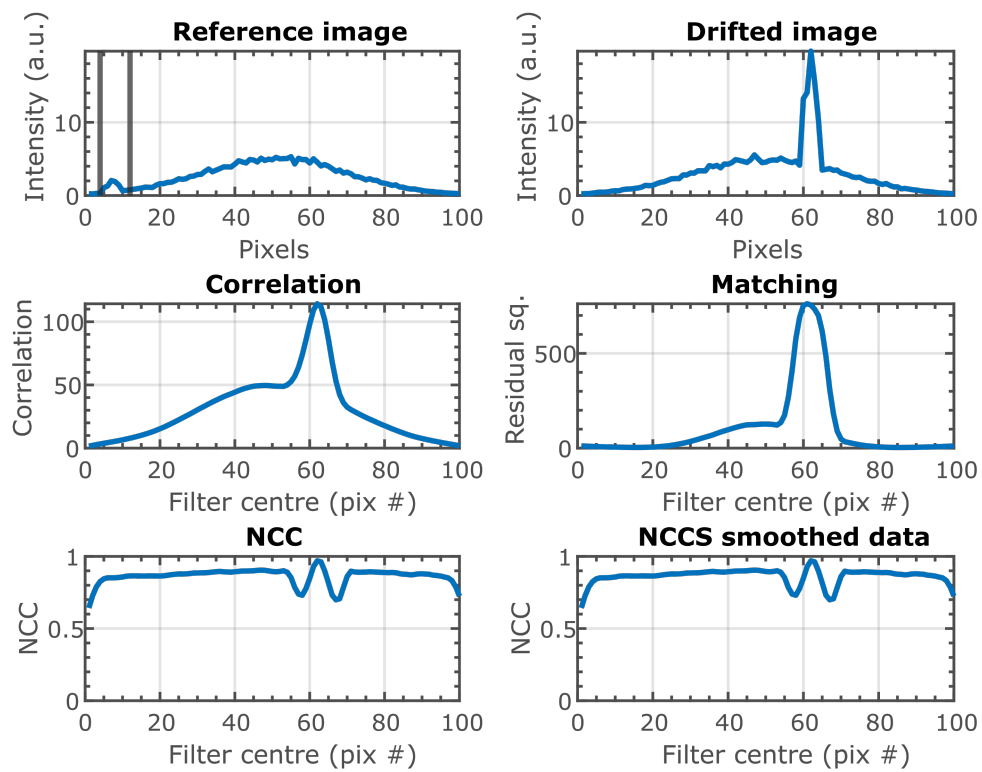 Reference image
Intensity (a.u.)
10
0
0 20 40 60 80 100
Pixels
Drifted image
Intensity (a.u.)
10
0
0 20 40 60 80 100
Pixels
Correlation
Correlation
100
50
0
0 20 40 60 80 100
Filter centre (pix #)
Matching
Residual sq.
500
0
0 20 40 60 80 100
Filter centre (pix #)
NCC
NCC
1
0.5
0
0 20 40 60 80 100
Filter centre (pix #)
NCCS smoothed data
NCC
1
0.5
0
0 20 40 60 80 100
Filter centre (pix #)